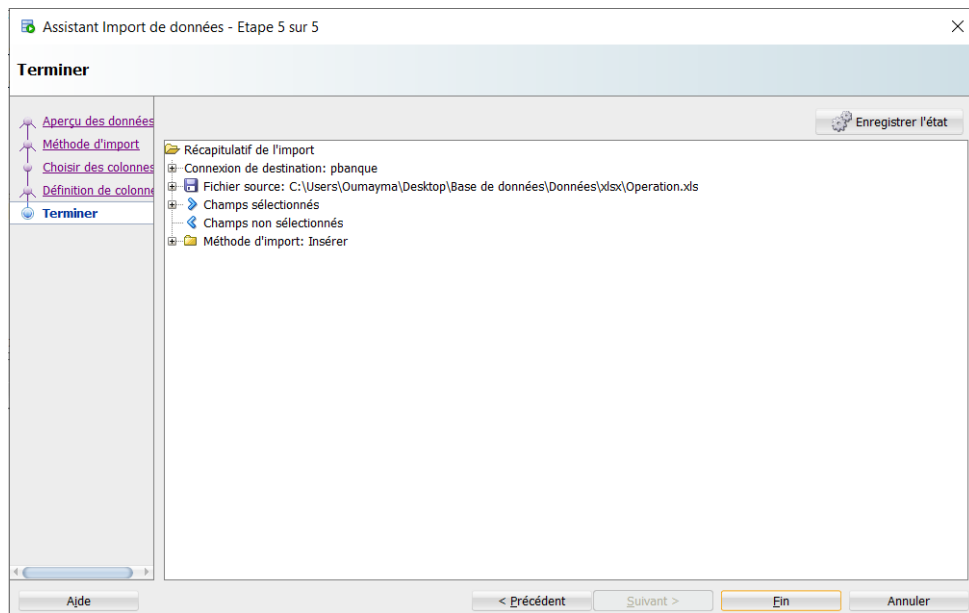 Assistant Import de données - Etape 5 sur 5
Terminer
Aperçu des données
Méthode d'import
Choisir des colonnes
Définition de colonne
Terminer
Enregistrer l'état
Récapitulatif de l'import
Connexion de destination: pbanque
Fichier source: C:\Users\Oumayma\Desktop\Base de données\Données\xlsx\Operation.xls
Champs sélectionnés
Champs non sélectionnés
Méthode d'import: Insérer
Aide
< Précédent
Suivant >
Fin
Annuler